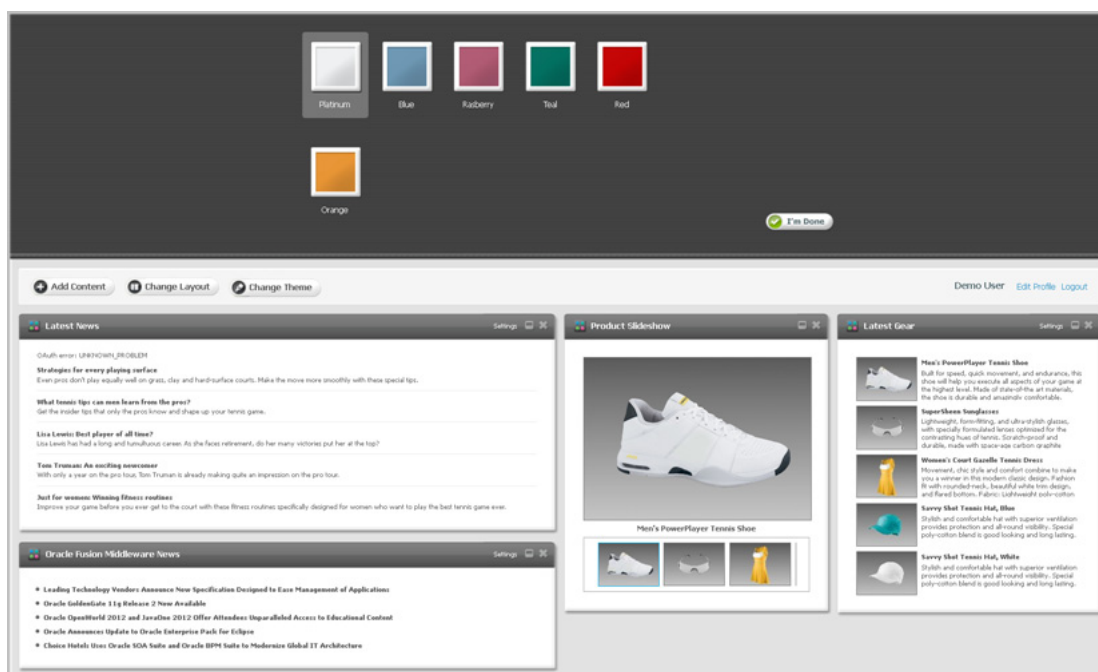 Platinum
Blue
Rasberry
Teal
Red
Orange
I'm Done
Add Content
Change Layout
Change Theme
Demo User
Edit Profile
Logout
Latest News
Settings
OAuth error: UNKNOWN_PROBLEM
Strategies for every playing surface
Even pros don't play equally well on grass, clay and hard-surface courts. Make the move more smoothly with these special tips.
What tennis tips can men learn from the pros?
Get the insider tips that only the pros know and shape up your tennis game.
Lisa Lewis: Best player of all time?
Lisa Lewis has had a long and tumultuous career. As she faces retirement, do her many victories put her at the top?
Tom Truman: An exciting newcomer
With only a year on the pro tour, Tom Truman is already making quite an impression on the pro tour.
Just for women: Winning fitness routines
Improve your game before you ever get to the court with these fitness routines specifically designed for women who want to play the best tennis game ever.
Oracle Fusion Middleware News
Settings
Leading Technology Vendors Announce New Specification Designed to Ease Management of Applications
Oracle GoldenGate 11g Release 2 Now Available
Oracle OpenWorld 2012 and JavaOne 2012 Offer Attendees Unparalleled Access to Educational Content
Oracle Announces Update to Oracle Enterprise Pack for Eclipse
Choice Hotels Uses Oracle SOA Suite and Oracle BPM Suite to Modernize Global IT Architecture
Product Slideshow
Men's PowerPlayer Tennis Shoe
Latest Gear
Settings
Men's PowerPlayer Tennis Shoe
Built for speed, quick movement, and endurance, this
shoe will help you execute all aspects of your game at
the highest level. Made of state-of-the art materials,
the shoe is durable and amazingly comfortable.
SuperSheen Sunglasses
Lightweight, form-fitting, and ultra-stylish glasses,
with specially formulated lenses optimized for the
contrasting hues of tennis. Scratch-proof and
durable, made with space-age carbon graphite
Women's Court Gazelle Tennis Dress
Movement, chic style and comfort combine to make
you a winner in this modern classic design. Fashion
fit with rounded-neck, beautiful white trim design,
and flared bottom. Fabric: Lightweight poly-cotton
Savvy Shot Tennis Hat, Blue
Stylish and comfortable hat with superior ventilation
provides protection and all-round visibility. Special
poly-cotton blend is good looking and long lasting.
Savvy Shot Tennis Hat, White
Stylish and comfortable hat with superior ventilation
provides protection and all-round visibility. Special
poly-cotton blend is good looking and long lasting.